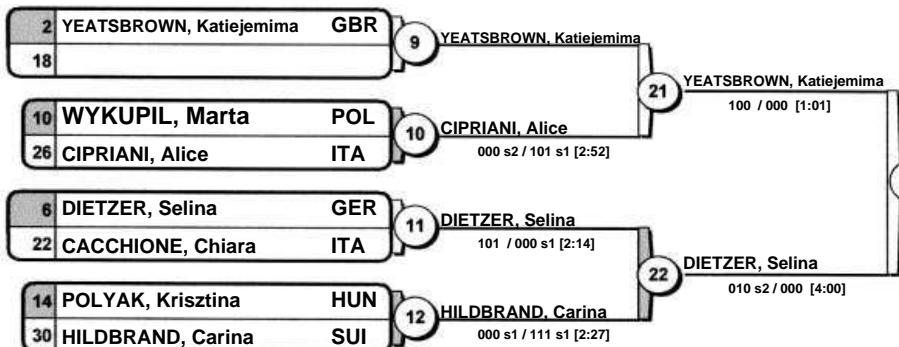 2 YEATSBROWN, Katiejemima GBR
18
9
YEATSBROWN, Katiejemima
10 WYKUPIL, Marta POL
26 CIPRIANI, Alice ITA
10
CIPRIANI, Alice
000 s2 / 101 s1 [2:52]
21
YEATSBROWN, Katiejemima
100 / 000 [1:01]
6 DIETZER, Selina GER
22 CACCHIONE, Chiara ITA
11
DIETZER, Selina
101 / 000 s1 [2:14]
14 POLYAK, Krisztina HUN
30 HILDBRAND, Carina SUI
12
HILDBRAND, Carina
000 s1 / 111 s1 [2:27]
22
DIETZER, Selina
010 s2 / 000 [4:00]